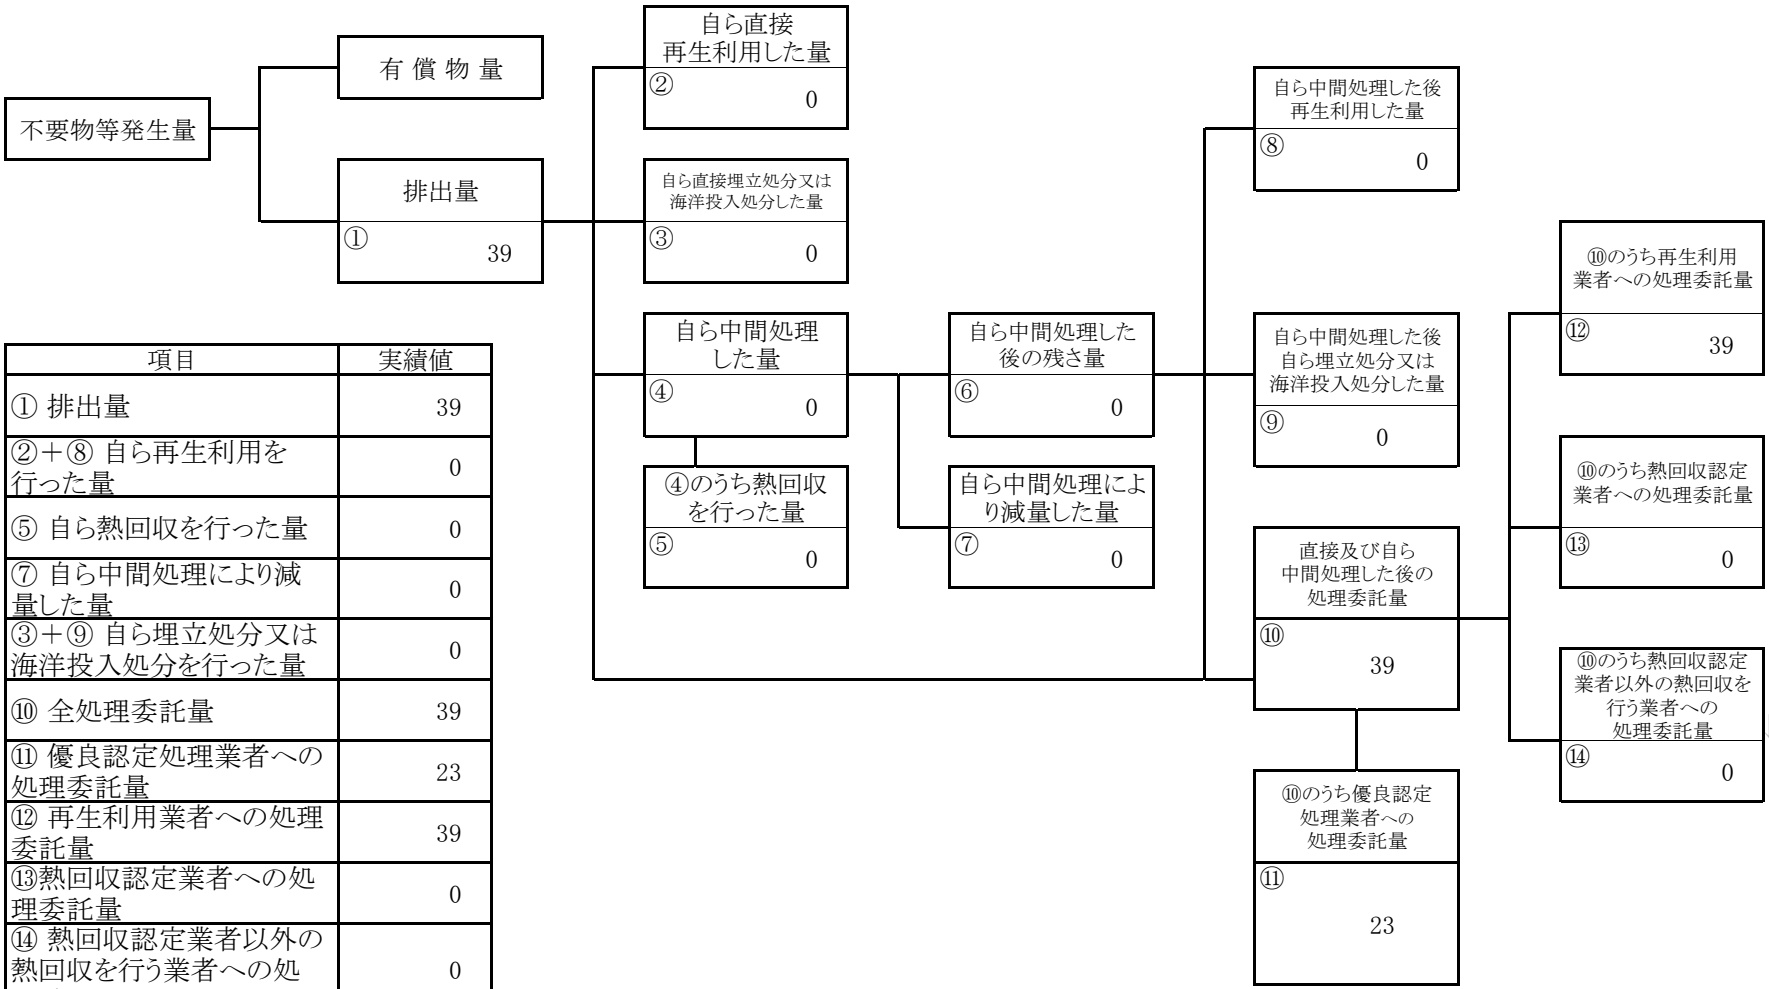 不要物等発生量
有 償 物 量
排出量
①
39
自ら直接
再生利用した量
②
0
自ら直接埋立処分又は
海洋投入処分した量
③
0
自ら中間処理
した量
④
0
④のうち熱回収
を行った量
⑤
0
自ら中間処理した
後の残さ量
⑥
0
自ら中間処理によ
り減量した量
⑦
0
自ら中間処理した後
再生利用した量
⑧
0
自ら中間処理した後
自ら埋立処分又は
海洋投入処分した量
⑨
0
直接及び自ら
中間処理した後の
処理委託量
⑩
39
⑩のうち優良認定
処理業者への
処理委託量
⑪
23
⑩のうち再生利用
業者への処理委託量
⑫
39
⑩のうち熱回収認定
業者への処理委託量
⑬
0
⑩のうち熱回収認定
業者以外の熱回収を
行う業者への
処理委託量
⑭
0
項目 実績値
① 排出量 39
②＋⑧ 自ら再生利用を
行った量 0
⑤ 自ら熱回収を行った量 0
⑦ 自ら中間処理により減
量した量 0
③＋⑨ 自ら埋立処分又は
海洋投入処分を行った量 0
⑩ 全処理委託量 39
⑪ 優良認定処理業者への
処理委託量 23
⑫ 再生利用業者への処理
委託量 39
⑬熱回収認定業者への処
理委託量 0
⑭ 熱回収認定業者以外の
熱回収を行う業者への処 0